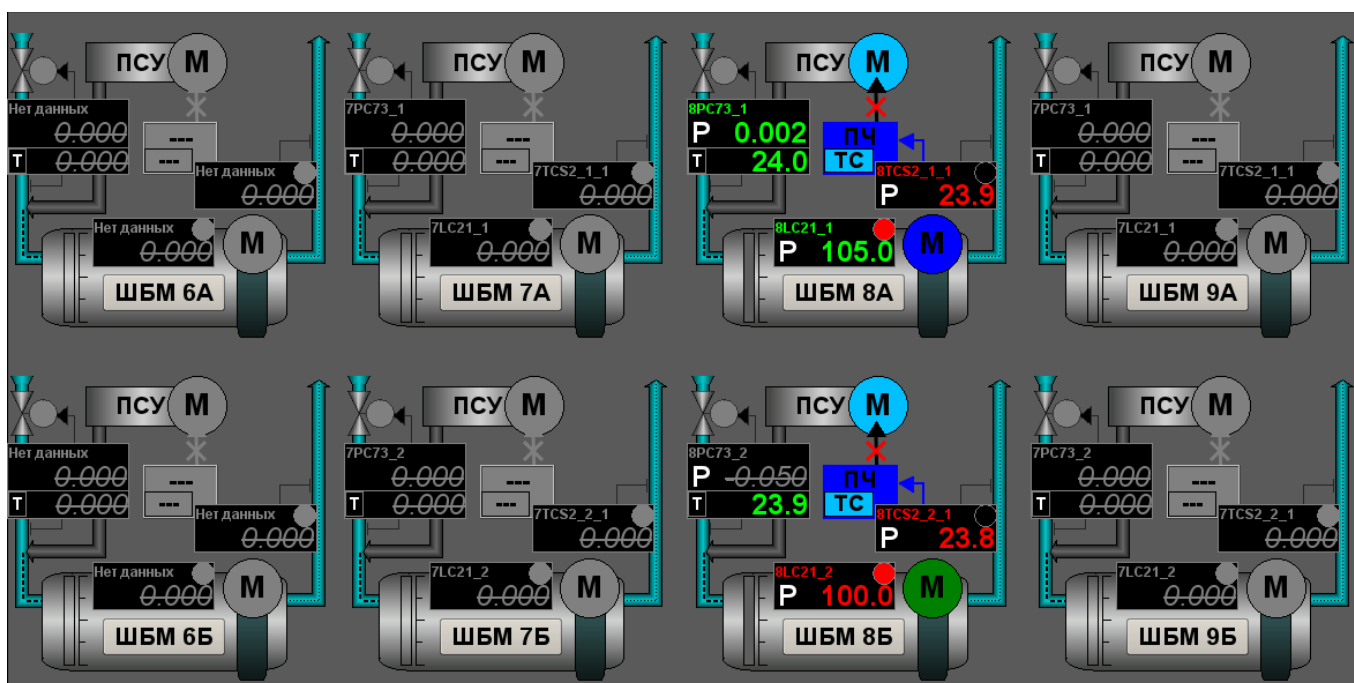 ПСУ М
Нет данных
0.000
---
T 0.000
---
Нет данных
0.000
Нет данных
0.000
М
ШБМ 6А
ПСУ М
7PC73_1
0.000
---
T 0.000
---
7TCS2_1_1
0.000
7LC21_1
0.000
М
ШБМ 7А
ПСУ М
8PC73_1
P 0.002
ПЧ
T 24.0
ТС
8TCS2_1_1
P 23.9
8LC21_1
P 105.0
М
ШБМ 8А
ПСУ М
7PC73_1
0.000
---
T 0.000
---
7TCS2_1_1
0.000
7LC21_1
0.000
М
ШБМ 9А
ПСУ М
Нет данных
0.000
---
T 0.000
---
Нет данных
0.000
Нет данных
0.000
М
ШБМ 6Б
ПСУ М
7PC73_2
0.000
---
T 0.000
---
7TCS2_2_1
0.000
7LC21_2
0.000
М
ШБМ 7Б
ПСУ М
8PC73_2
P -0.050
ПЧ
T 23.9
ТС
8TCS2_2_1
P 23.8
8LC21_2
P 100.0
М
ШБМ 8Б
ПСУ М
7PC73_2
0.000
---
T 0.000
---
7TCS2_2_1
0.000
7LC21_2
0.000
М
ШБМ 9Б